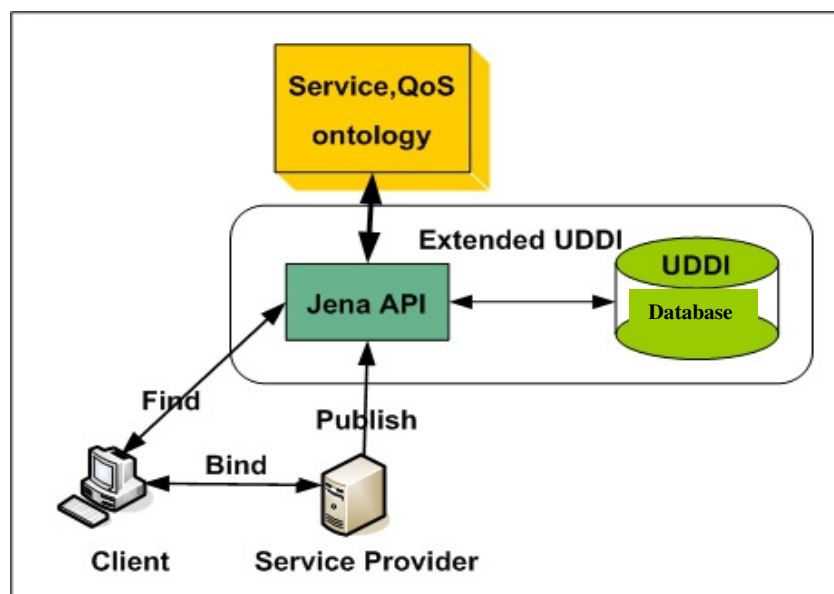 Service,QoS
ontology
Extended UDDI
UDDI
Jena API
Database
Find
Publish
Bind
Client
Service Provider